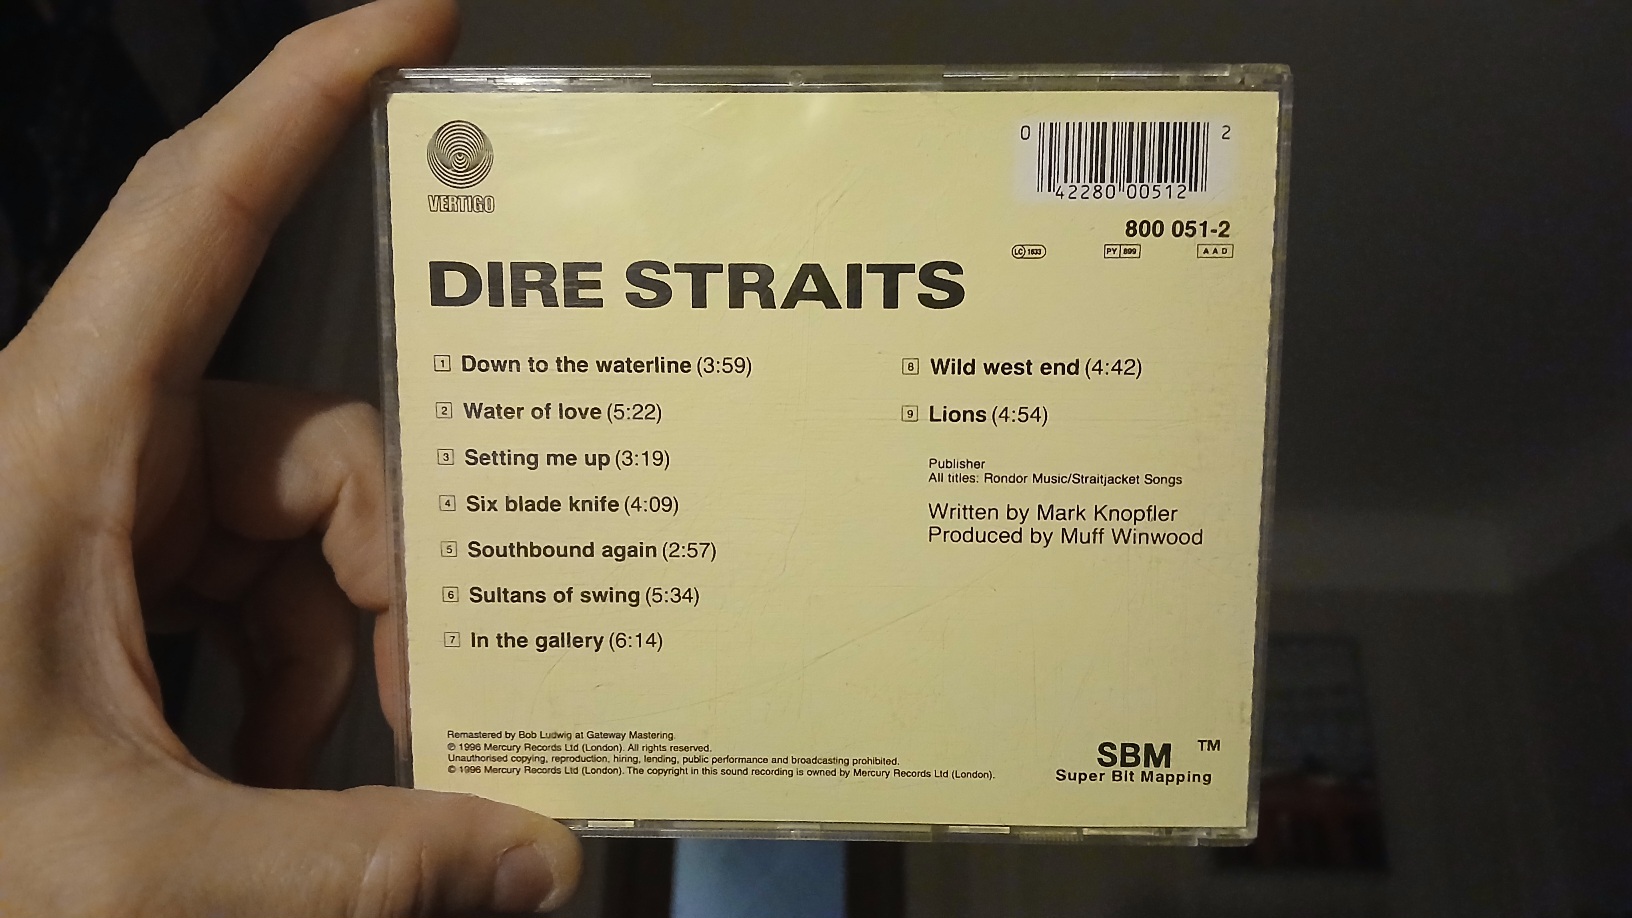 VERTIGO
0 42280 00512 2
800 051-2
LC 1633 PY 899 AAD
DIRE STRAITS
1 Down to the waterline (3:59)
2 Water of love (5:22)
3 Setting me up (3:19)
4 Six blade knife (4:09)
5 Southbound again (2:57)
6 Sultans of swing (5:34)
7 In the gallery (6:14)
8 Wild west end (4:42)
9 Lions (4:54)
Publisher
All titles: Rondor Music/Straitjacket Songs
Written by Mark Knopfler
Produced by Muff Winwood
Remastered by Bob Ludwig at Gateway Mastering.
℗ 1996 Mercury Records Ltd (London). All rights reserved.
Unauthorised copying, reproduction, hiring, lending, public performance and broadcasting prohibited.
© 1996 Mercury Records Ltd (London). The copyright in this sound recording is owned by Mercury Records Ltd (London).
SBM TM
Super Bit Mapping